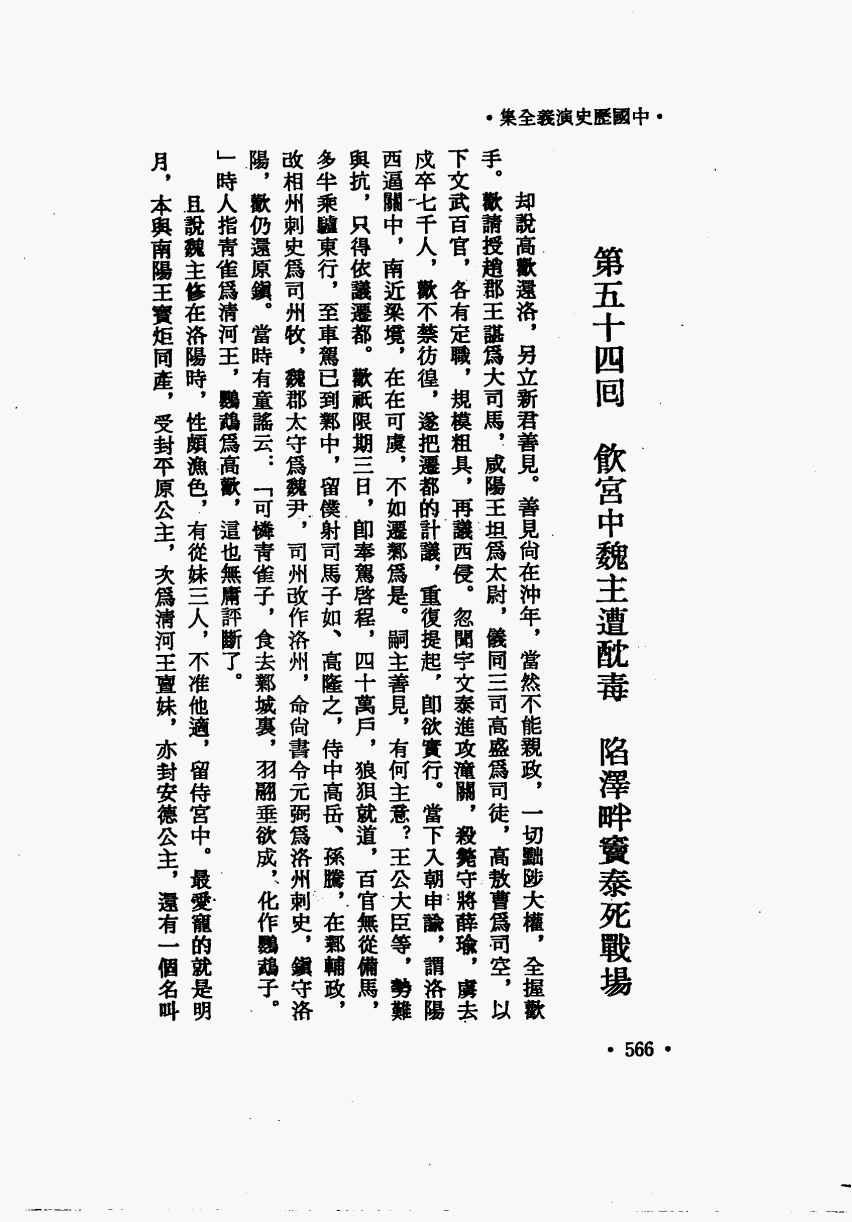 •中國歷史演義全集•
第五十四回　飲宮中魏主遭酖毒　陷澤畔竇泰死戰場
却說高歡還洛，另立新君善見。善見尙在沖年，當然不能親政，一切黜陟大權，全握歡
手。歡請授趙郡王諶爲大司馬，咸陽王坦爲太尉，儀同三司高盛爲司徒，高敖曹爲司空，以
下文武百官，各有定職，規模粗具，再議西侵。忽聞宇文泰進攻潼關，殺斃守將薛瑜，虜去
戍卒七千人，歡不禁彷徨，遂把遷都的計議，重復提起，卽欲實行。當下入朝申論，謂洛陽
西逼關中，南近梁境，在在可虞，不如遷鄴爲是。嗣主善見，有何主意？王公大臣等，勢難
與抗，只得依議遷都。歡祇限期三日，卽奉駕啓程，四十萬戶，狼狽就道，百官無從備馬，
多半乘驢東行，至車駕已到鄴中，留僕射司馬子如、高隆之，侍中高岳、孫騰，在鄴輔政，
改相州刺史爲司州牧，魏郡太守爲魏尹，司州改作洛州，命尙書令元弼爲洛州刺史，鎭守洛
陽，歡仍還原鎭。當時有童謠云：「可憐靑雀子，食去鄴城裏，羽翮垂欲成，化作鸚鵡子。
」時人指靑雀爲淸河王，鸚鵡爲高歡，這也無庸評斷了。
且說魏主修在洛陽時，性頗漁色，有從妹三人，不准他適，留侍宮中。最愛寵的就是明
月，本與南陽王寶炬同產，受封平原公主，次爲淸河王亶妹，亦封安德公主，還有一個名叫
•566•